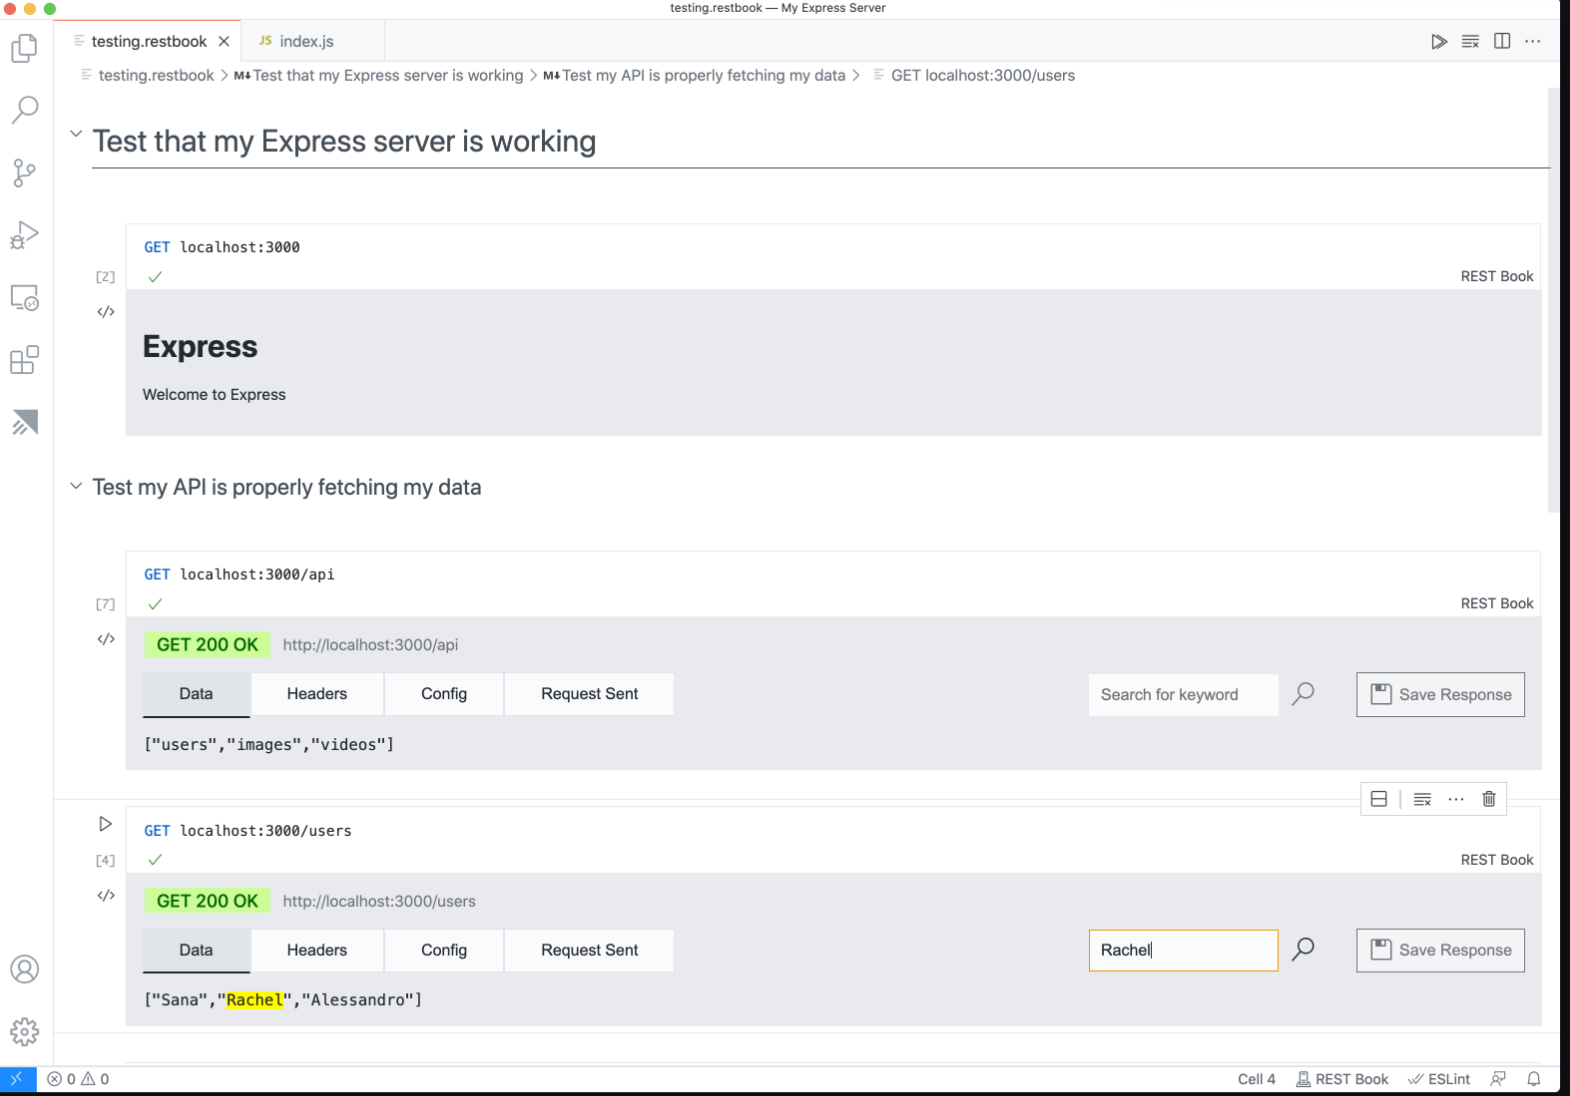 testing.restbook — My Express Server
testing.restbook
JS index.js
testing.restbook > M↓ Test that my Express server is working > M↓ Test my API is properly fetching my data > GET localhost:3000/users
Test that my Express server is working
GET localhost:3000
[2]
REST Book
</>
Express
Welcome to Express
Test my API is properly fetching my data
GET localhost:3000/api
[7]
REST Book
</>
GET 200 OK http://localhost:3000/api
Data Headers Config Request Sent Search for keyword Save Response
["users","images","videos"]
GET localhost:3000/users
[4]
REST Book
</>
GET 200 OK http://localhost:3000/users
Data Headers Config Request Sent Rachel Save Response
["Sana","Rachel","Alessandro"]
0 0 Cell 4 REST Book ESLint